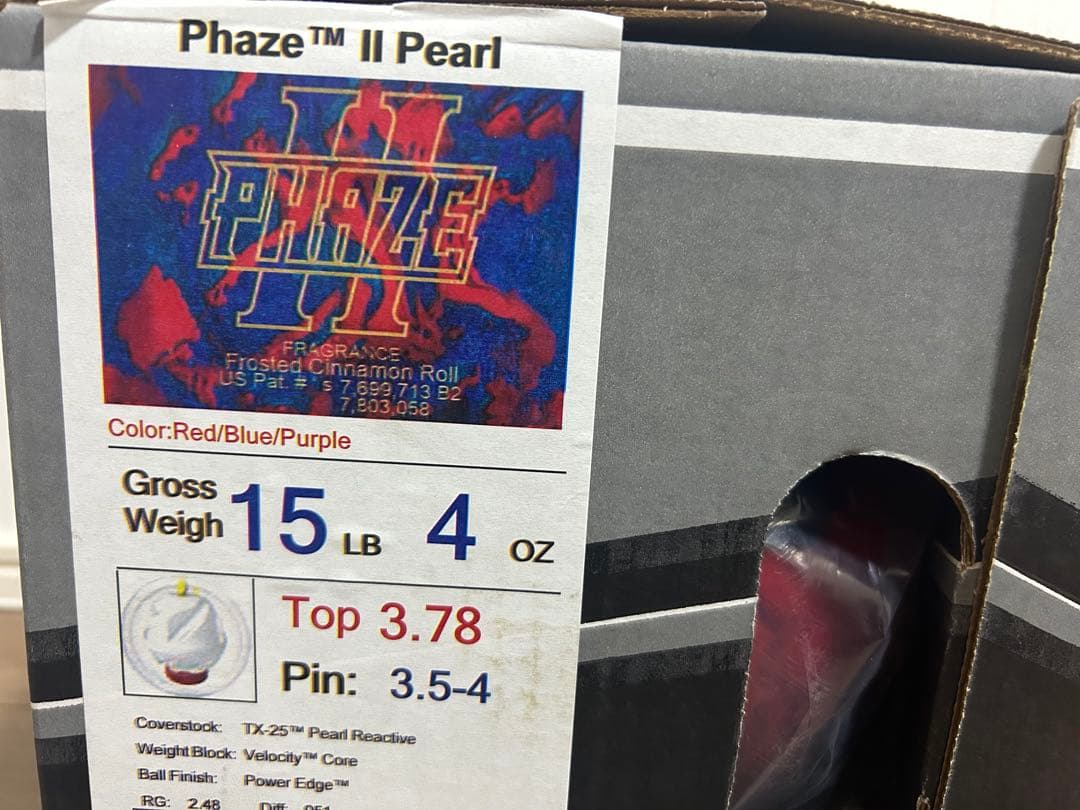 Phaze™ II Pearl
II
PHAZE
FRAGRANCE
Frosted Cinnamon Roll
US Pat. # s 7,699,713 B2
7,803,058
Color:Red/Blue/Purple
Gross
Weigh 15 LB 4 OZ
Top 3.78
Pin: 3.5-4
Coverstock: TX-25™ Pearl Reactive
Weight Block: Velocity™ Core
Ball Finish: Power Edge™
RG: 2.48 Diff: .051